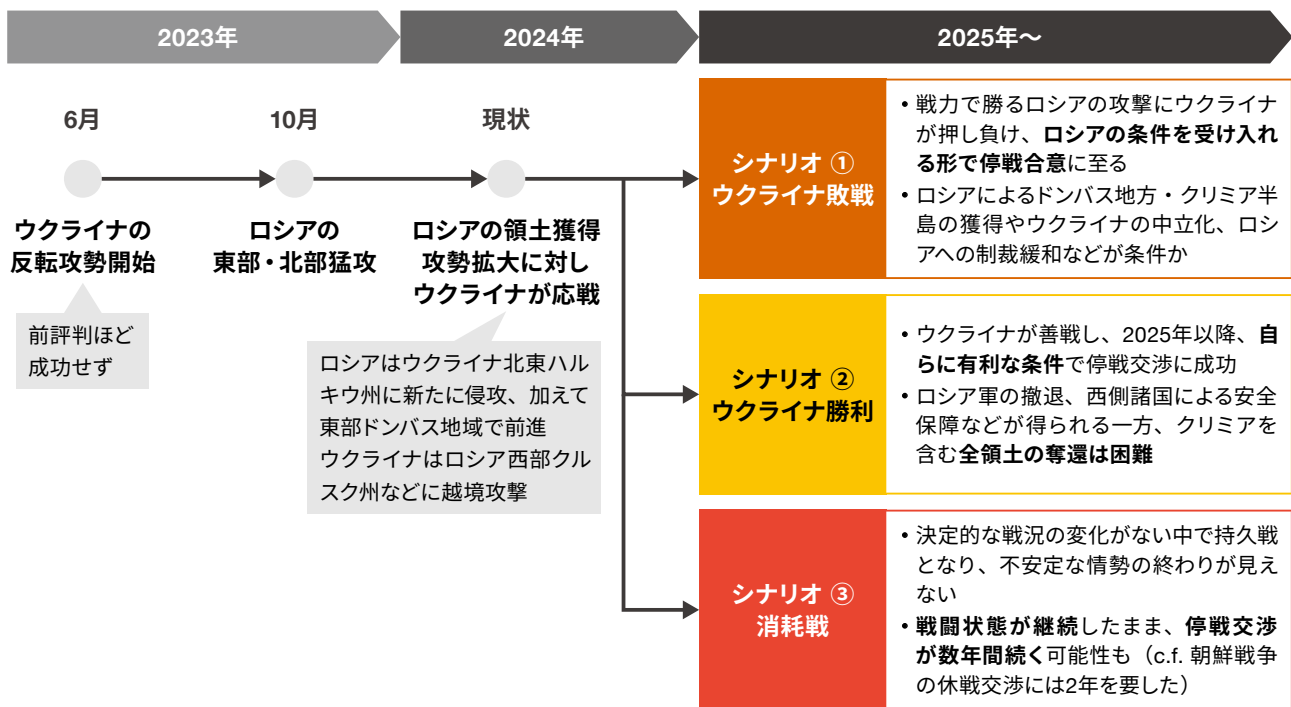 2023年
2024年
2025年〜
6月
10月
現状
ウクライナの
反転攻勢開始
ロシアの
東部・北部猛攻
ロシアの領土獲得
攻勢拡大に対し
ウクライナが応戦
前評判ほど
成功せず
ロシアはウクライナ北東ハル
キウ州に新たに侵攻、加えて
東部ドンバス地域で前進
ウクライナはロシア西部クル
スク州などに越境攻撃
シナリオ ①
ウクライナ敗戦
• 戦力で勝るロシアの攻撃にウクライナ
が押し負け、ロシアの条件を受け入れ
る形で停戦合意に至る
• ロシアによるドンバス地方・クリミア半
島の獲得やウクライナの中立化、ロシ
アへの制裁緩和などが条件か
シナリオ ②
ウクライナ勝利
• ウクライナが善戦し、2025年以降、自
らに有利な条件で停戦交渉に成功
• ロシア軍の撤退、西側諸国による安全
保障などが得られる一方、クリミアを
含む全領土の奪還は困難
シナリオ ③
消耗戦
• 決定的な戦況の変化がない中で持久戦
となり、不安定な情勢の終わりが見え
ない
• 戦闘状態が継続したまま、停戦交渉
が数年間続く可能性も（c.f. 朝鮮戦争
の休戦交渉には2年を要した）